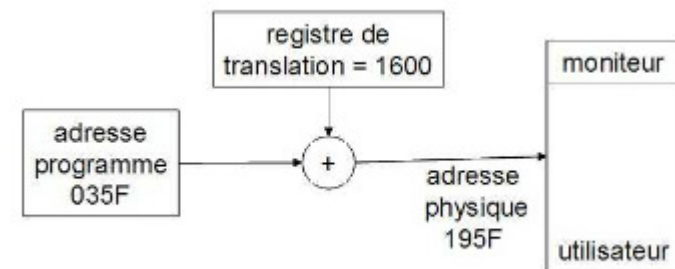 registre de
translation = 1600
moniteur
adresse
programme
035F
+
adresse
physique
195F
utilisateur